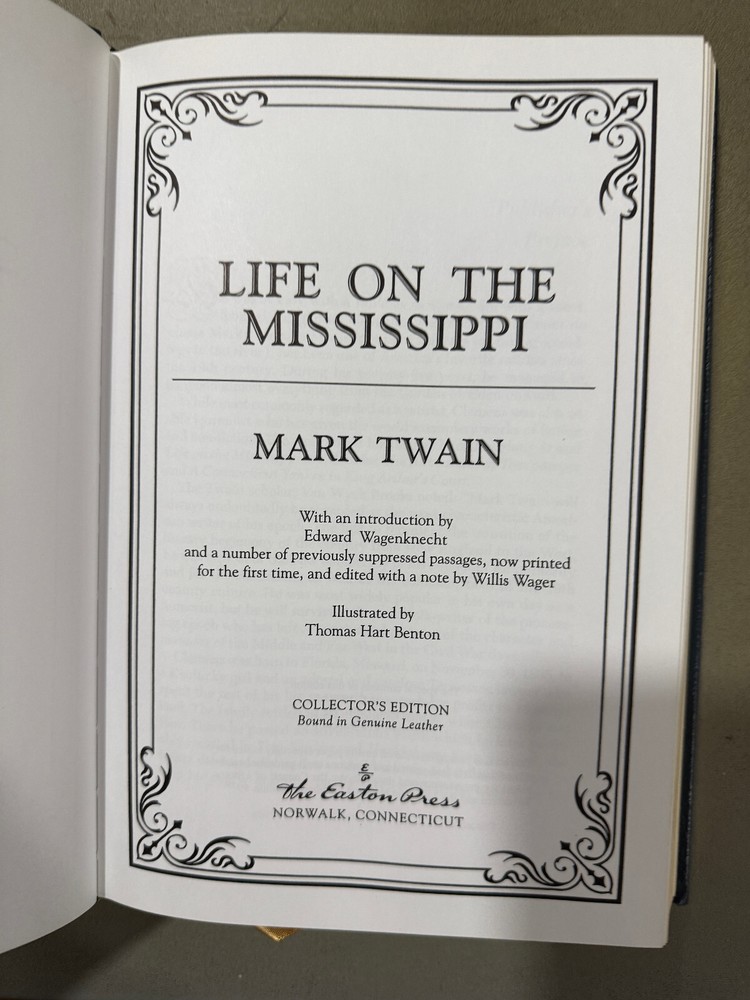 LIFE ON THE
MISSISSIPPI
MARK TWAIN
With an introduction by
Edward Wagenknecht
and a number of previously suppressed passages, now printed
for the first time, and edited with a note by Willis Wager
Illustrated by
Thomas Hart Benton
COLLECTOR'S EDITION
Bound in Genuine Leather
E
P
The Easton Press
NORWALK, CONNECTICUT